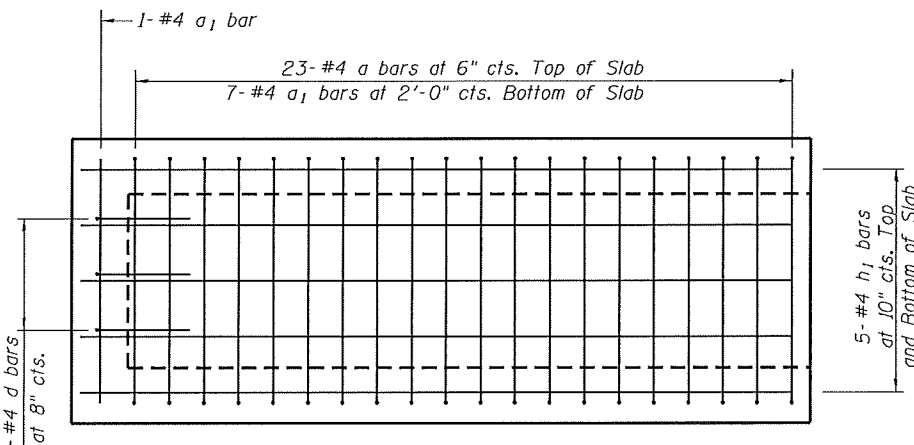 1-#4 a1 bar
23-#4 a bars at 6" cts. Top of Slab
7-#4 a1 bars at 2'-0" cts. Bottom of Slab
5-#4 h1 bars
at 10" cts. Top
and Bottom of Slab
-#4 d bars
at 8" cts.